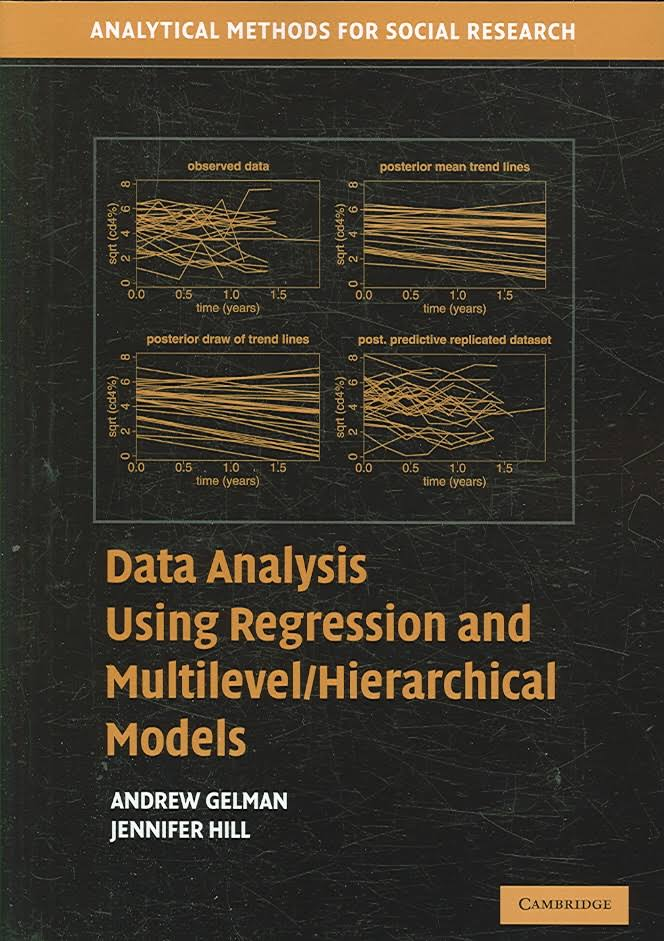 ANALYTICAL METHODS FOR SOCIAL RESEARCH
observed data
sqrt (cd4%)
0 2 4 6 8
0.0 0.5 1.0 1.5
time (years)
posterior mean trend lines
sqrt (cd4%)
0 2 4 6 8
0.0 0.5 1.0 1.5
time (years)
posterior draw of trend lines
sqrt (cd4%)
0 2 4 6 8
0.0 0.5 1.0 1.5
time (years)
post. predictive replicated dataset
sqrt (cd4%)
0 2 4 6 8
0.0 0.5 1.0 1.5
time (years)
Data Analysis
Using Regression and
Multilevel/Hierarchical
Models
ANDREW GELMAN
JENNIFER HILL
CAMBRIDGE